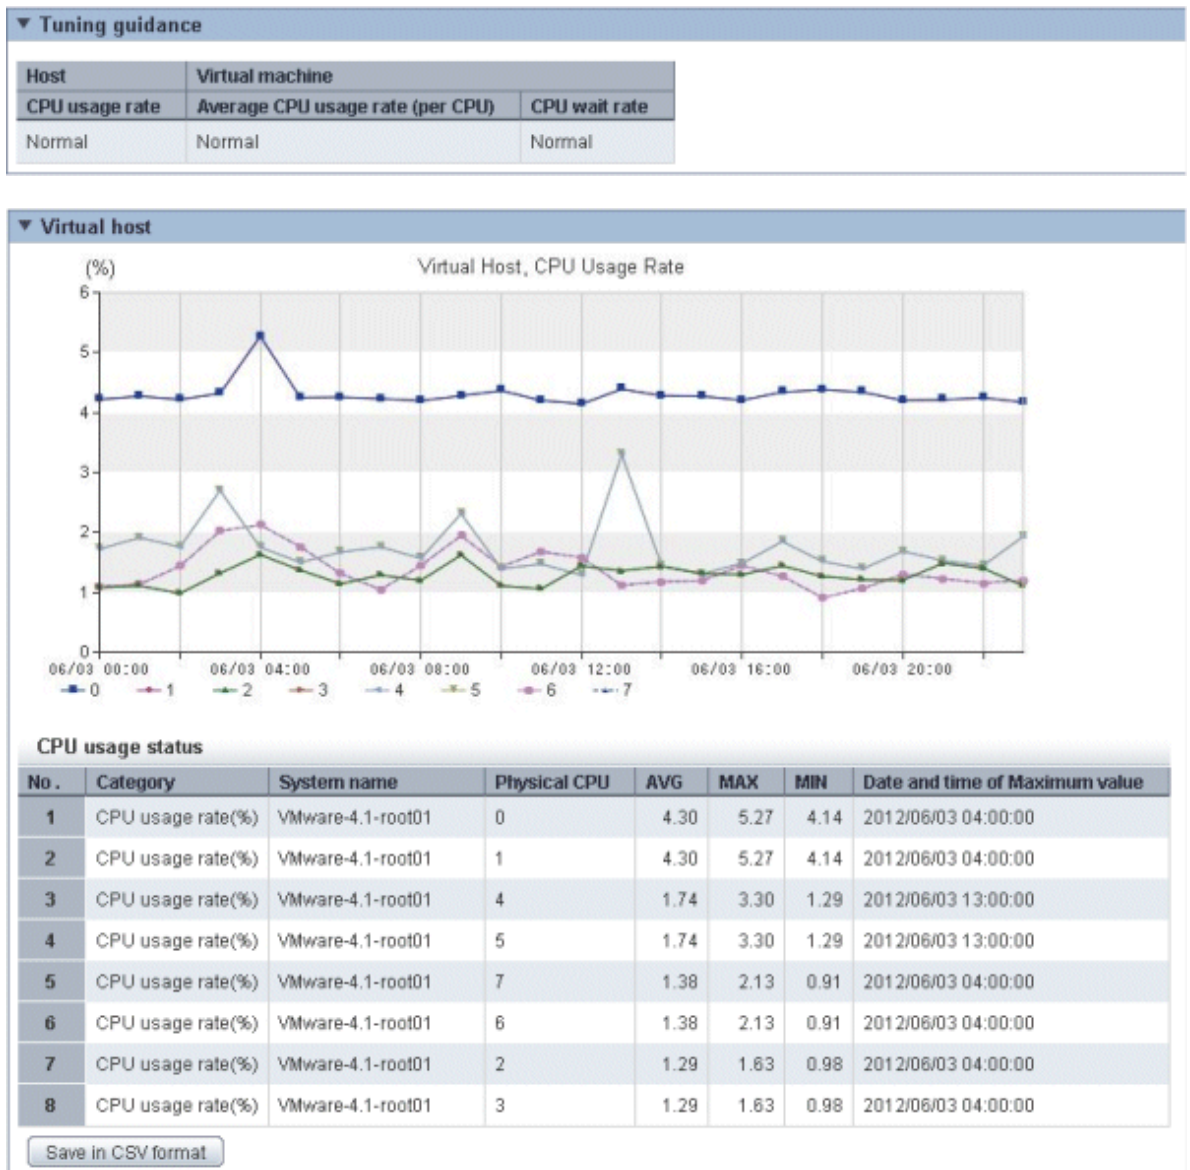 ▼ Tuning guidance
Host Virtual machine
CPU usage rate Average CPU usage rate (per CPU) CPU wait rate
Normal Normal Normal
▼ Virtual host
(%) Virtual Host, CPU Usage Rate
6
5
4
3
2
1
0
06/03 00:00 06/03 04:00 06/03 08:00 06/03 12:00 06/03 16:00 06/03 20:00
0 1 2 3 4 5 6 7
CPU usage status
No. Category System name Physical CPU AVG MAX MIN Date and time of Maximum value
1 CPU usage rate(%) VMware-4.1-root01 0 4.30 5.27 4.14 2012/06/03 04:00:00
2 CPU usage rate(%) VMware-4.1-root01 1 4.30 5.27 4.14 2012/06/03 04:00:00
3 CPU usage rate(%) VMware-4.1-root01 4 1.74 3.30 1.29 2012/06/03 13:00:00
4 CPU usage rate(%) VMware-4.1-root01 5 1.74 3.30 1.29 2012/06/03 13:00:00
5 CPU usage rate(%) VMware-4.1-root01 7 1.38 2.13 0.91 2012/06/03 04:00:00
6 CPU usage rate(%) VMware-4.1-root01 6 1.38 2.13 0.91 2012/06/03 04:00:00
7 CPU usage rate(%) VMware-4.1-root01 2 1.29 1.63 0.98 2012/06/03 04:00:00
8 CPU usage rate(%) VMware-4.1-root01 3 1.29 1.63 0.98 2012/06/03 04:00:00
Save in CSV format